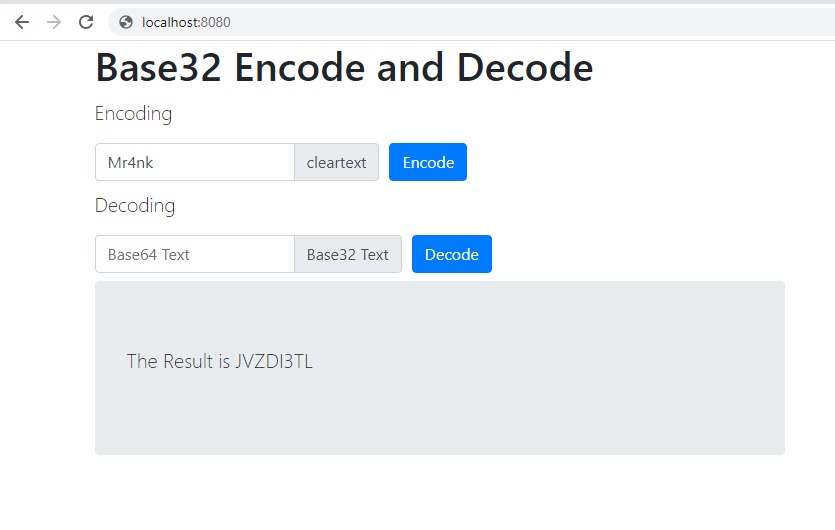 localhost:8080
Base32 Encode and Decode
Encoding
Mr4nk cleartext Encode
Decoding
Base64 Text Base32 Text Decode
The Result is JVZDI3TL